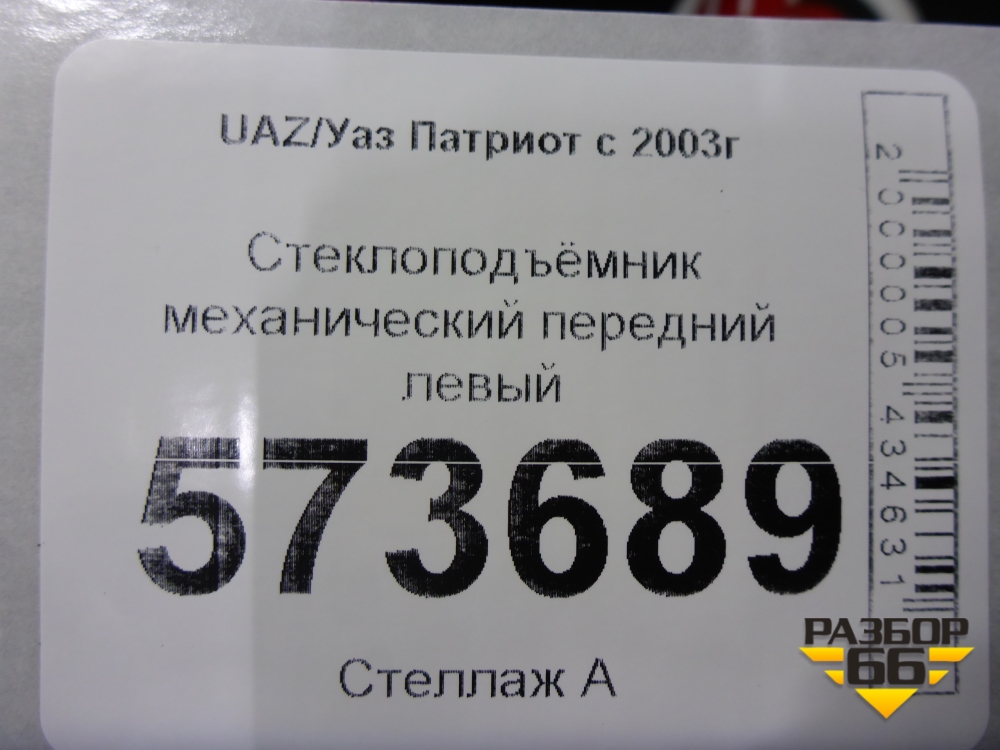 UAZ/Уаз Патриот с 2003г
Стеклоподъёмник
механический передний
левый
573689
Стеллаж А
2000005434631
РАЗБОР
66